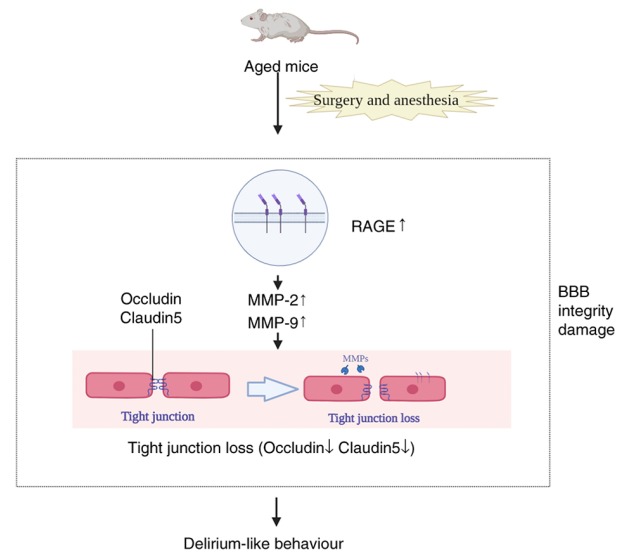 Aged mice
Surgery and anesthesia
RAGE↑
MMP-2↑
MMP-9↑
Occludin
Claudin5
BBB
integrity
damage
MMPs
Tight junction
Tight junction loss
Tight junction loss (Occludin↓ Claudin5↓)
Delirium-like behaviour